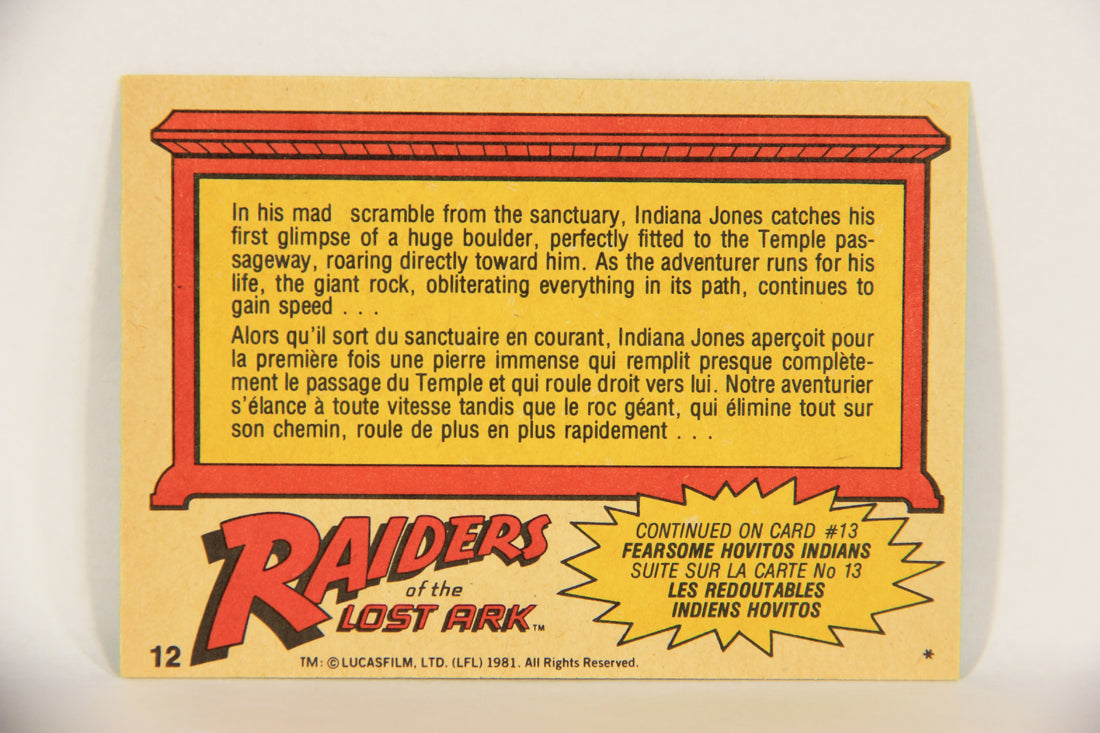 In his mad scramble from the sanctuary, Indiana Jones catches his
first glimpse of a huge boulder, perfectly fitted to the Temple pas-
sageway, roaring directly toward him. As the adventurer runs for his
life, the giant rock, obliterating everything in its path, continues to
gain speed . . .
Alors qu'il sort du sanctuaire en courant, Indiana Jones aperçoit pour
la première fois une pierre immense qui remplit presque complète-
ment le passage du Temple et qui roule droit vers lui. Notre aventurier
s'élance à toute vitesse tandis que le roc géant, qui élimine tout sur
son chemin, roule de plus en plus rapidement . . .
RAIDERS
of the
LOST ARK™
CONTINUED ON CARD #13
FEARSOME HOVITOS INDIANS
SUITE SUR LA CARTE No 13
LES REDOUTABLES
INDIENS HOVITOS
12
TM: © LUCASFILM, LTD. (LFL) 1981. All Rights Reserved.
*